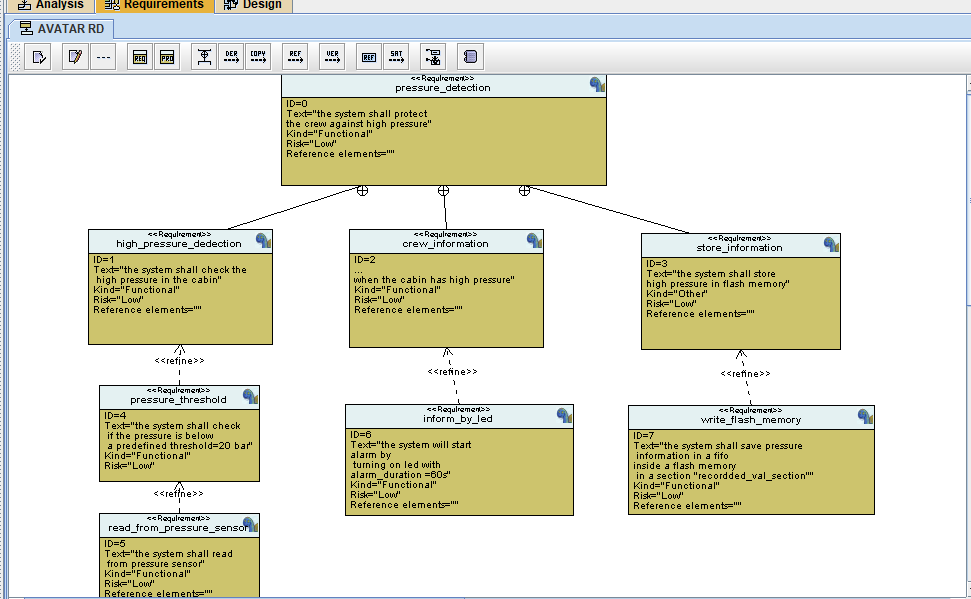 Analysis
Requirements
Design
AVATAR RD
REQ
PRO
DER
COPY
REF
VER
REF
SAT
<<Requirement>>
pressure_detection
ID=0
Text="the system shall protect
the crew against high pressure"
Kind="Functional"
Risk="Low"
Reference elements=""
<<Requirement>>
high_pressure_dedection
ID=1
Text="the system shall check the
high pressure in the cabin"
Kind="Functional"
Risk="Low"
Reference elements=""
<<Requirement>>
crew_information
ID=2
...
when the cabin has high pressure"
Kind="Functional"
Risk="Low"
Reference elements=""
<<Requirement>>
store_information
ID=3
Text="the system shall store
high pressure in flash memory"
Kind="Other"
Risk="Low"
Reference elements=""
<<refine>>
<<refine>>
<<refine>>
<<Requirement>>
pressure_threshold
ID=4
Text="the system shall check
if the pressure is below
a predefined threshold=20 bar"
Kind="Functional"
Risk="Low"
<<Requirement>>
inform_by_led
ID=6
Text="the system will start
alarm by
turning on led with
alarm_duration =60s"
Kind="Functional"
Risk="Low"
Reference elements=""
<<Requirement>>
write_flash_memory
ID=7
Text="the system shall save pressure
information in a fifo
inside a flash memory
in a section "recordded_val_section""
Kind="Functional"
Risk="Low"
Reference elements=""
<<refine>>
<<Requirement>>
read_from_pressure_sensor
ID=5
Text="the system shall read
from pressure sensor"
Kind="Functional"
Risk="Low"
Reference elements=""